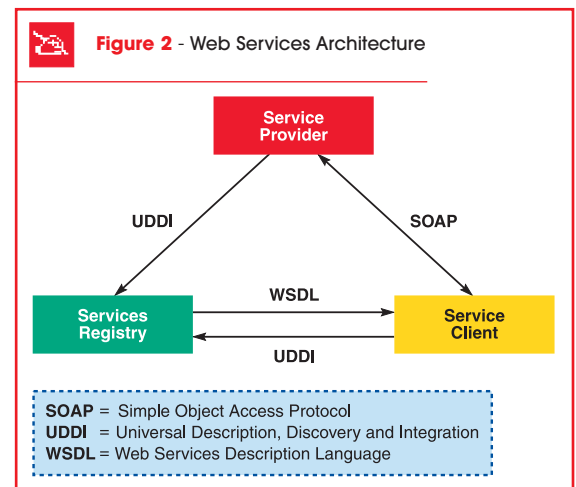 Figure 2 - Web Services Architecture
Service
Provider
UDDI
SOAP
WSDL
Services
Registry
Service
Client
UDDI
SOAP = Simple Object Access Protocol
UDDI = Universal Description, Discovery and Integration
WSDL = Web Services Description Language